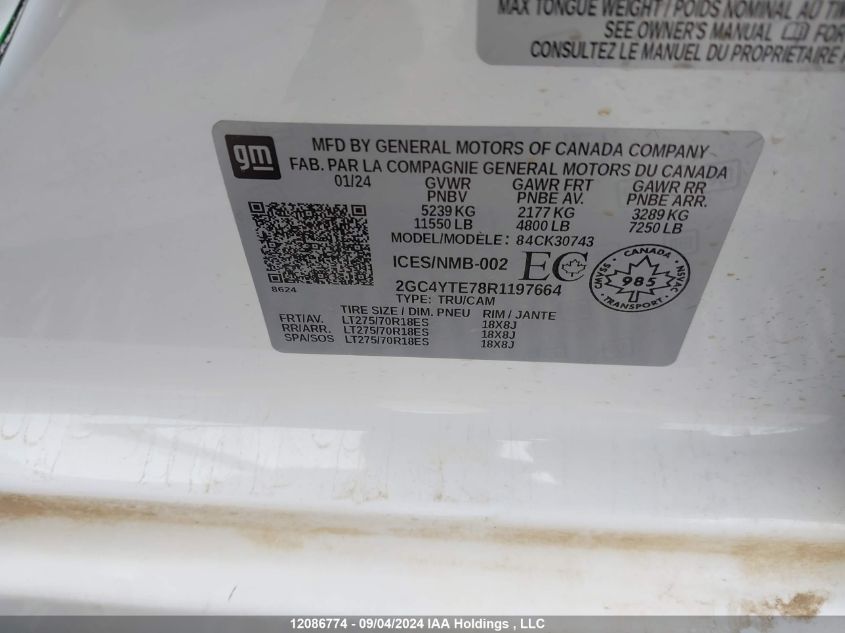 MAX TONGUE WEIGHT / POIDS NOMINAL AU
SEE OWNER'S MANUAL FOR
CONSULTEZ LE MANUEL DU PROPRIETAIRE
gm
MFD BY GENERAL MOTORS OF CANADA COMPANY
FAB. PAR LA COMPAGNIE GENERAL MOTORS DU CANADA
01/24 GVWR GAWR FRT GAWR RR
PNBV PNBE AV. PNBE ARR.
5239 KG 2177 KG 3289 KG
11550 LB 4800 LB 7250 LB
MODEL/MODÈLE: 84CK30743
ICES/NMB-002 EC
CANADA
CMVSS 985 NSVAC
TRANSPORT
8624
2GC4YTE78R1197664
TYPE: TRU/CAM
TIRE SIZE / DIM. PNEU RIM / JANTE
FRT/AV. LT275/70R18ES 18X8J
RR/ARR. LT275/70R18ES 18X8J
SPA/SOS LT275/70R18ES 18X8J
12086774 - 09/04/2024 IAA Holdings , LLC